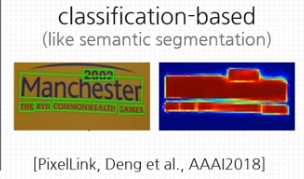 classification-based
(like semantic segmentation)
2002
Manchester
THE XVII COMMONWEALTH GAMES
[PixelLink, Deng et al., AAAI2018]